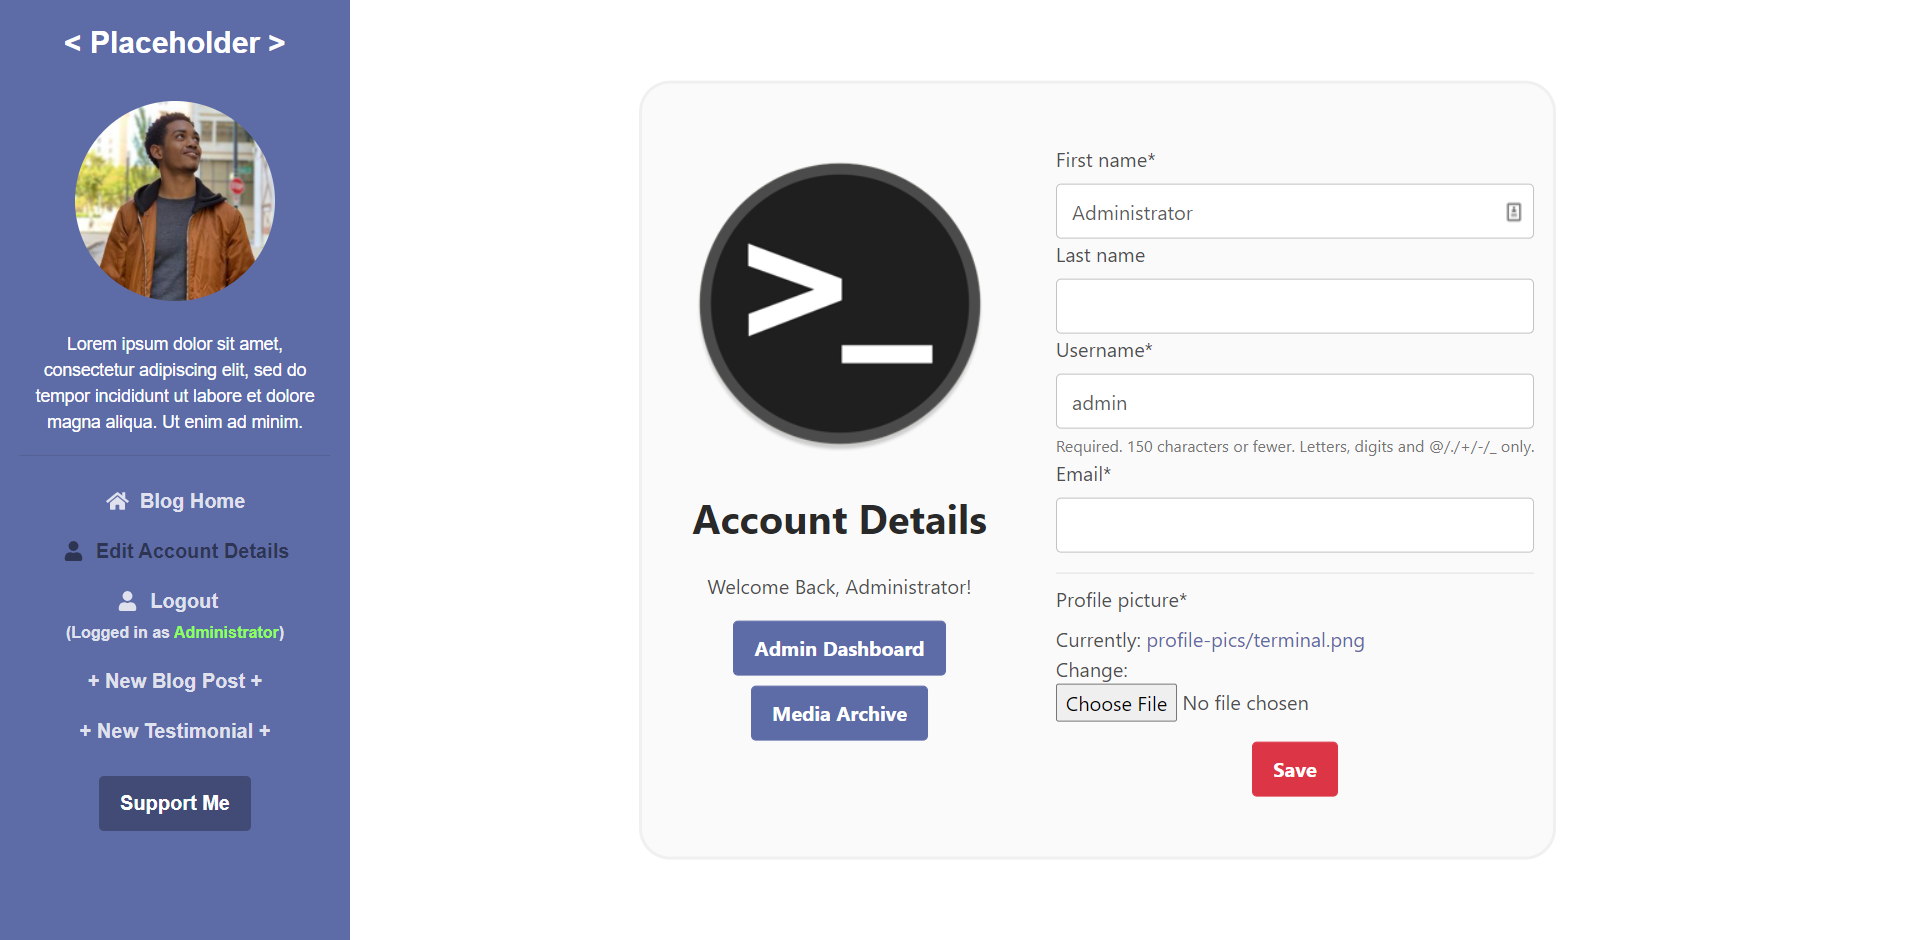 < Placeholder >
Lorem ipsum dolor sit amet,
consectetur adipiscing elit, sed do
tempor incididunt ut labore et dolore
magna aliqua. Ut enim ad minim.
Blog Home
Edit Account Details
Logout
(Logged in as Administrator)
+ New Blog Post +
+ New Testimonial +
Support Me
>_
Account Details
Welcome Back, Administrator!
Admin Dashboard
Media Archive
First name*
Administrator
Last name
Username*
admin
Required. 150 characters or fewer. Letters, digits and @/./+/-/_ only.
Email*
Profile picture*
Currently: profile-pics/terminal.png
Change:
Choose File No file chosen
Save